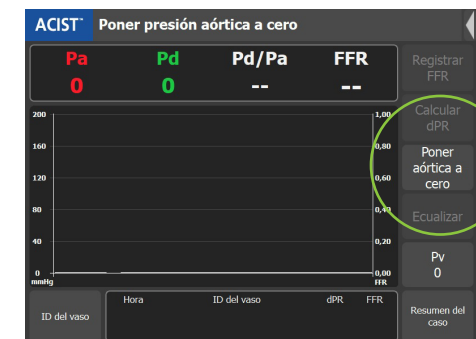 ACIST™ Poner presión aórtica a cero
Pa Pd Pd/Pa FFR
0 0 -- --
Registrar
FFR
Calcular
dPR
Poner
aórtica a
cero
Ecualizar
Pv
0
200 1,00
160 0,80
120 0,60
80 0,40
40 0,20
0 0,00
mmHg FFR
ID del vaso
Hora ID del vaso dPR FFR
Resumen del
caso